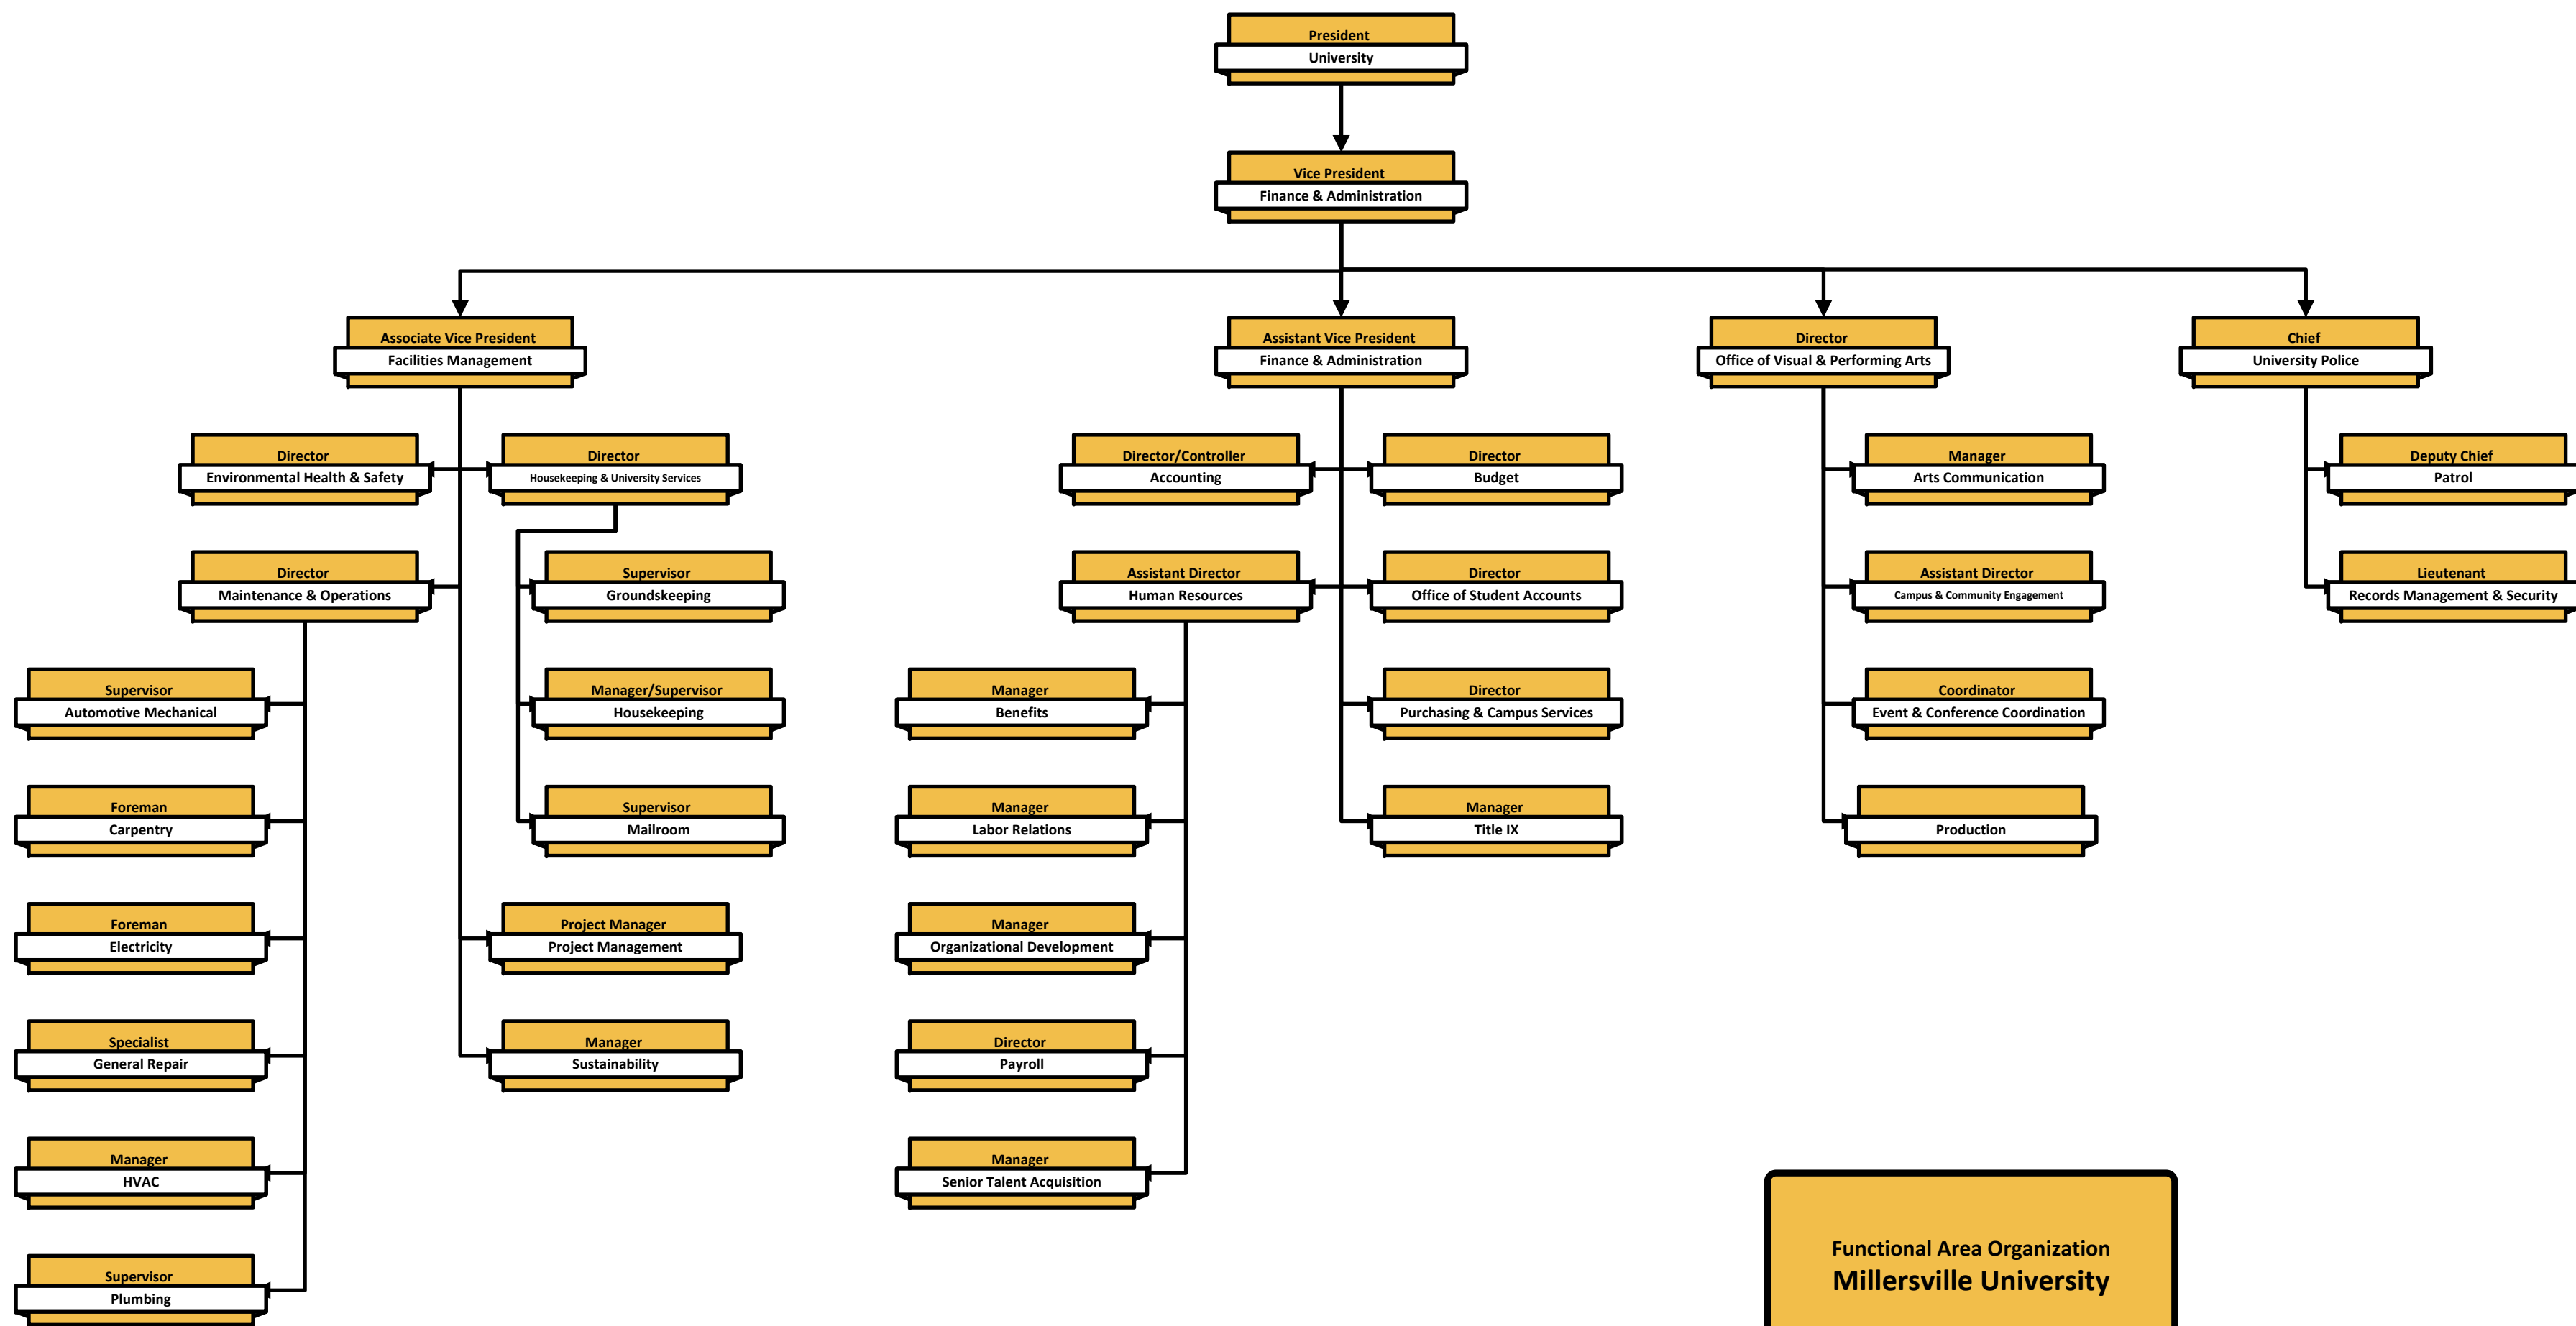 President
University
Vice President
Finance & Administration
Associate Vice President
Facilities Management
Assistant Vice President
Finance & Administration
Director
Office of Visual & Performing Arts
Chief
University Police
Director
Environmental Health & Safety
Director
Housekeeping & University Services
Director/Controller
Accounting
Director
Budget
Manager
Arts Communication
Deputy Chief
Patrol
Director
Maintenance & Operations
Supervisor
Groundskeeping
Assistant Director
Human Resources
Director
Office of Student Accounts
Assistant Director
Campus & Community Engagement
Lieutenant
Records Management & Security
Supervisor
Automotive Mechanical
Manager/Supervisor
Housekeeping
Manager
Benefits
Director
Purchasing & Campus Services
Coordinator
Event & Conference Coordination
Foreman
Carpentry
Supervisor
Mailroom
Manager
Labor Relations
Manager
Title IX
Production
Foreman
Electricity
Project Manager
Project Management
Manager
Organizational Development
Specialist
General Repair
Manager
Sustainability
Director
Payroll
Manager
HVAC
Manager
Senior Talent Acquisition
Supervisor
Plumbing
Functional Area Organization
Millersville University